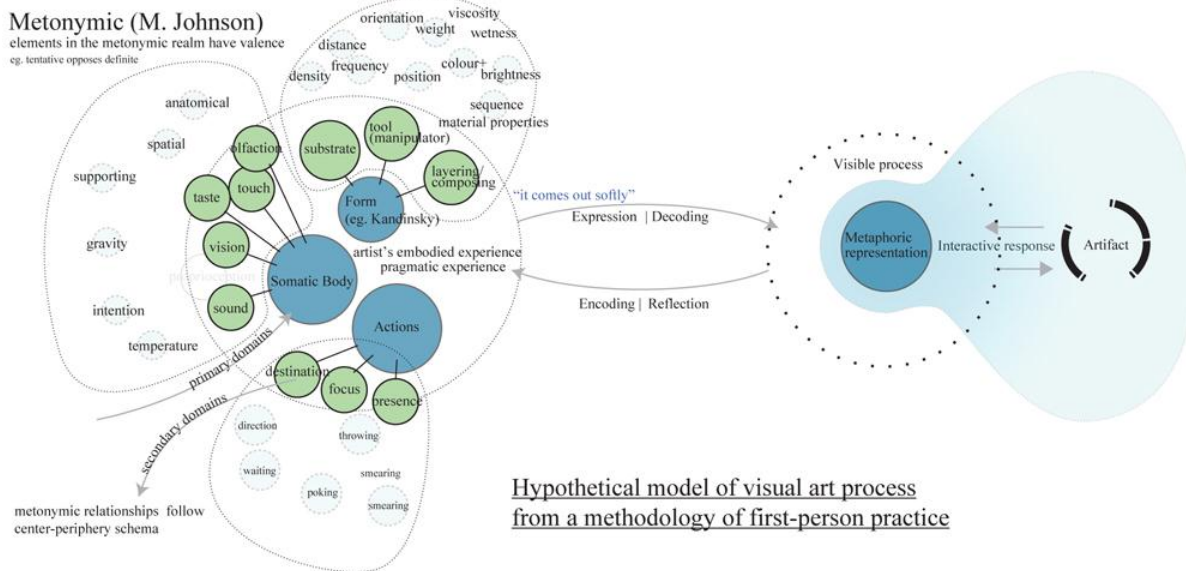 Metonymic (M. Johnson)
elements in the metonymic realm have valence
eg. tentative opposes definite
orientation
viscosity
weight
wetness
distance
frequency
density
position
colour+
brightness
sequence
material properties
anatomical
spatial
supporting
gravity
intention
temperature
olfaction
touch
taste
vision
proprioception
sound
substrate
tool
(manipulator)
layering/
composing
Form
(eg. Kandinsky)
Somatic Body
artist's embodied experience
pragmatic experience
Actions
destination
focus
presence
primary domains
secondary domains
direction
throwing
waiting
smearing
poking
smearing
metonymic relationships follow
center-periphery schema
“it comes out softly”
Expression | Decoding
Encoding | Reflection
Visible process
Metaphoric
representation
Interactive response
Artifact
Hypothetical model of visual art process
from a methodology of first-person practice